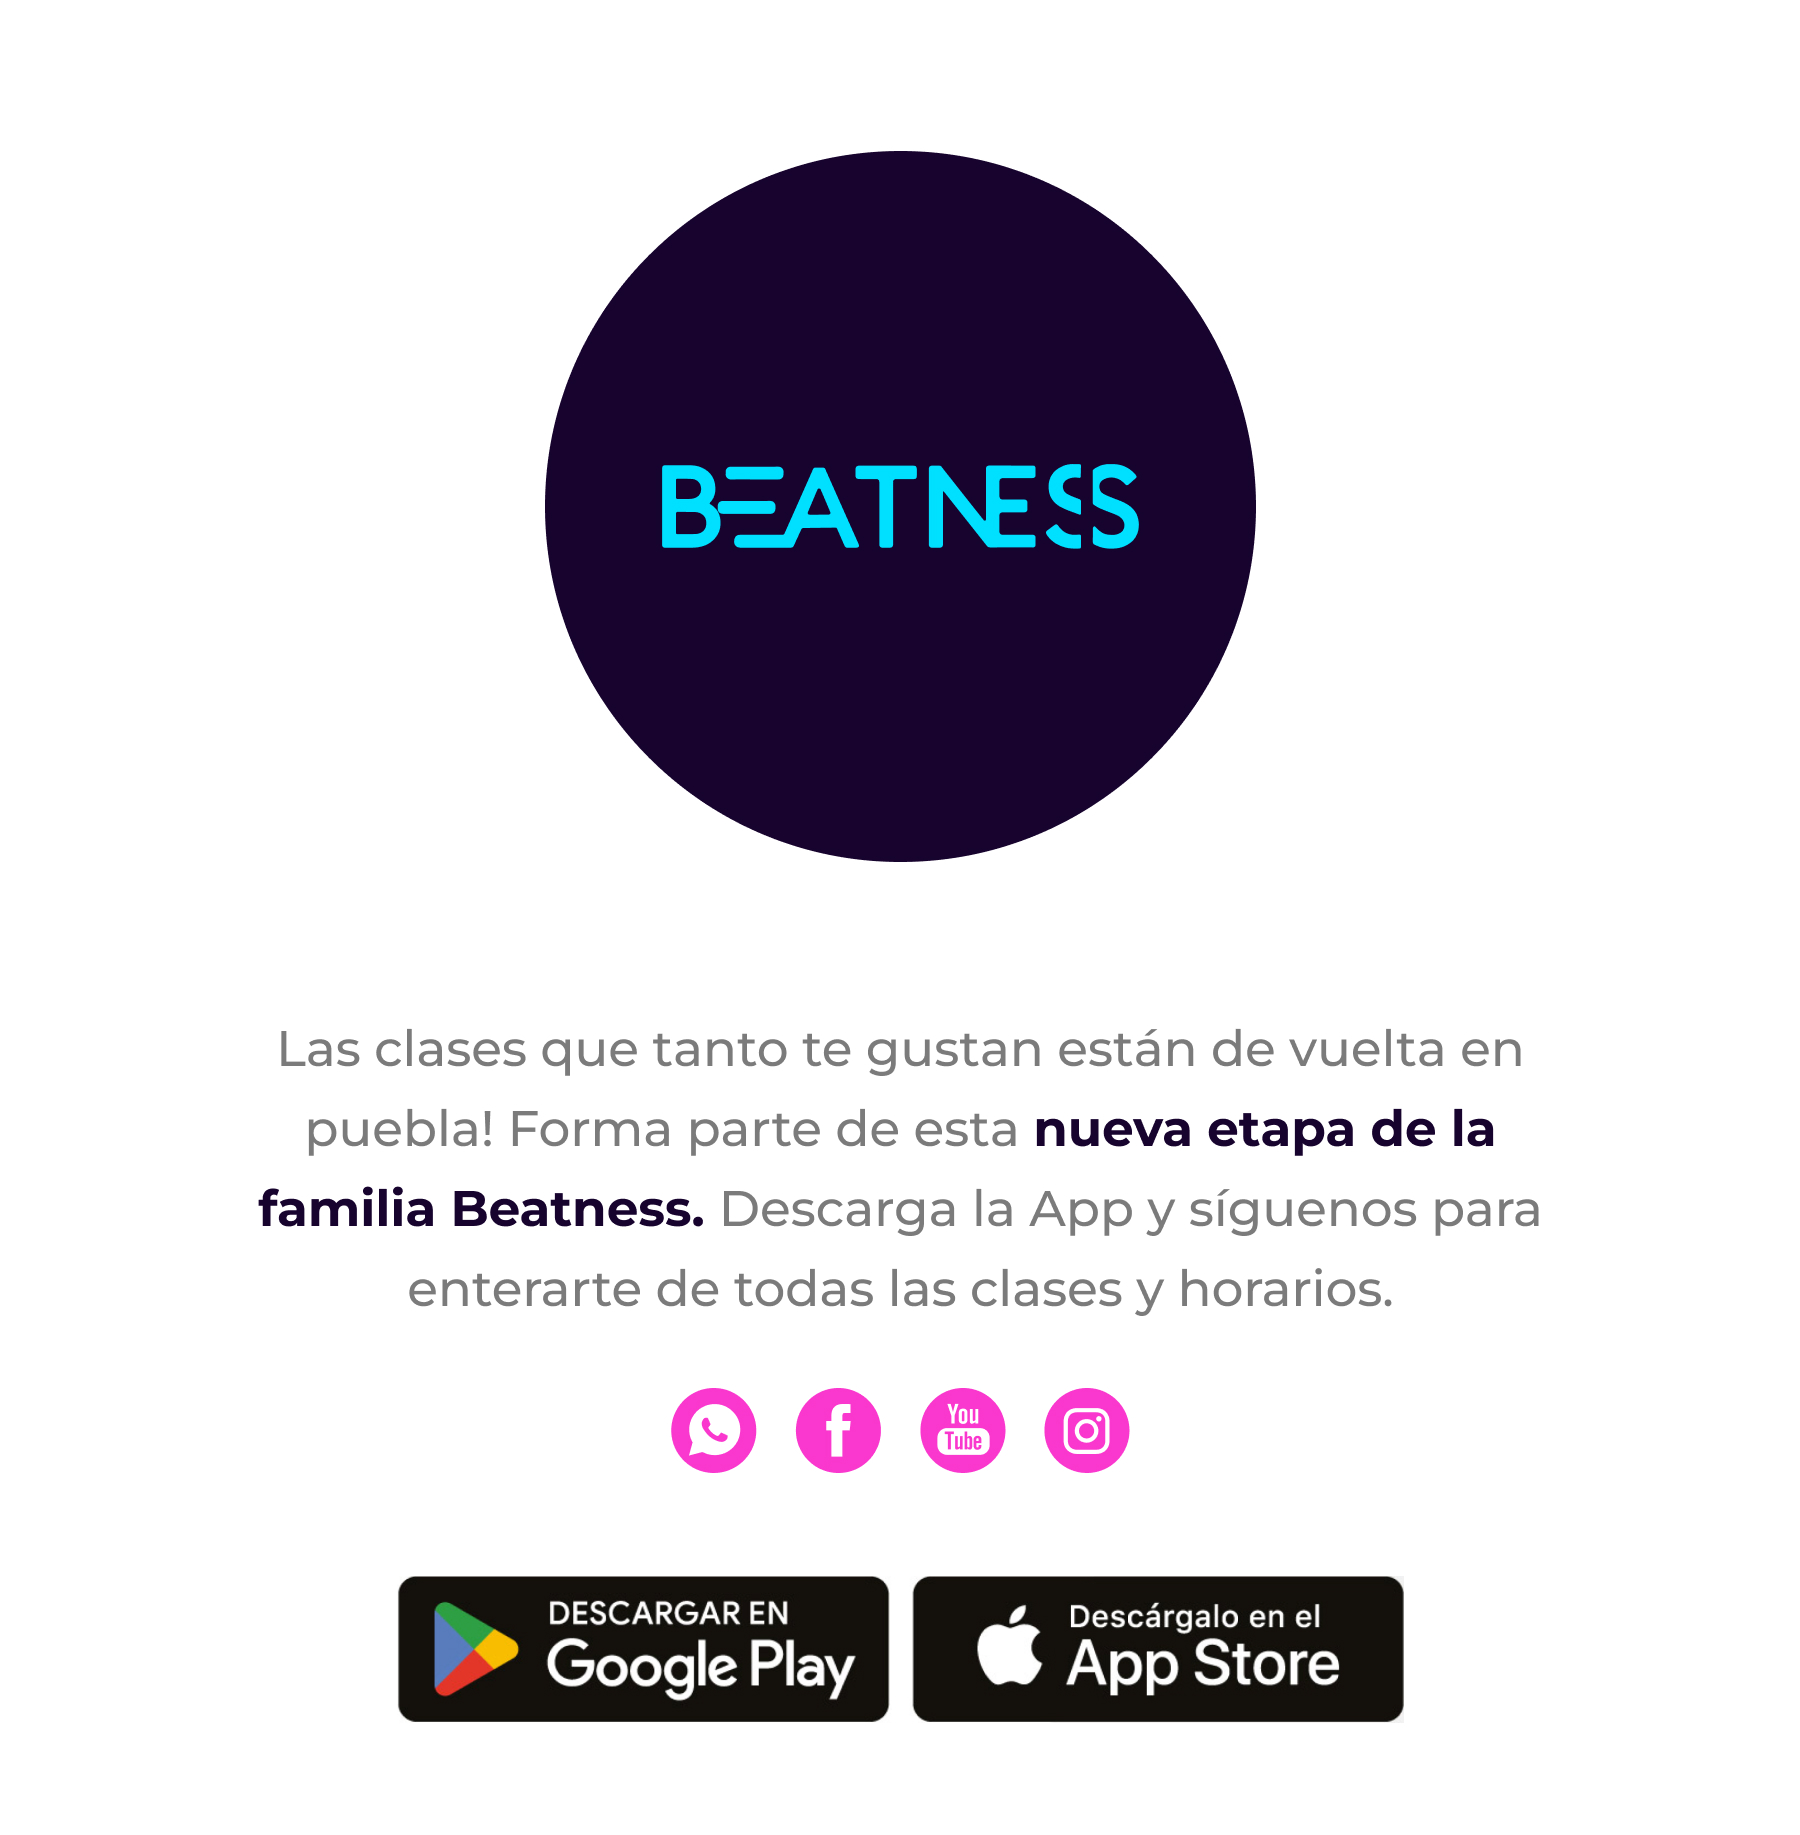 BEATNESS
Las clases que tanto te gustan están de vuelta en
puebla! Forma parte de esta nueva etapa de la
familia Beatness. Descarga la App y síguenos para
enterarte de todas las clases y horarios.
You
Tube
DESCARGAR EN
Google Play
Descárgalo en el
App Store